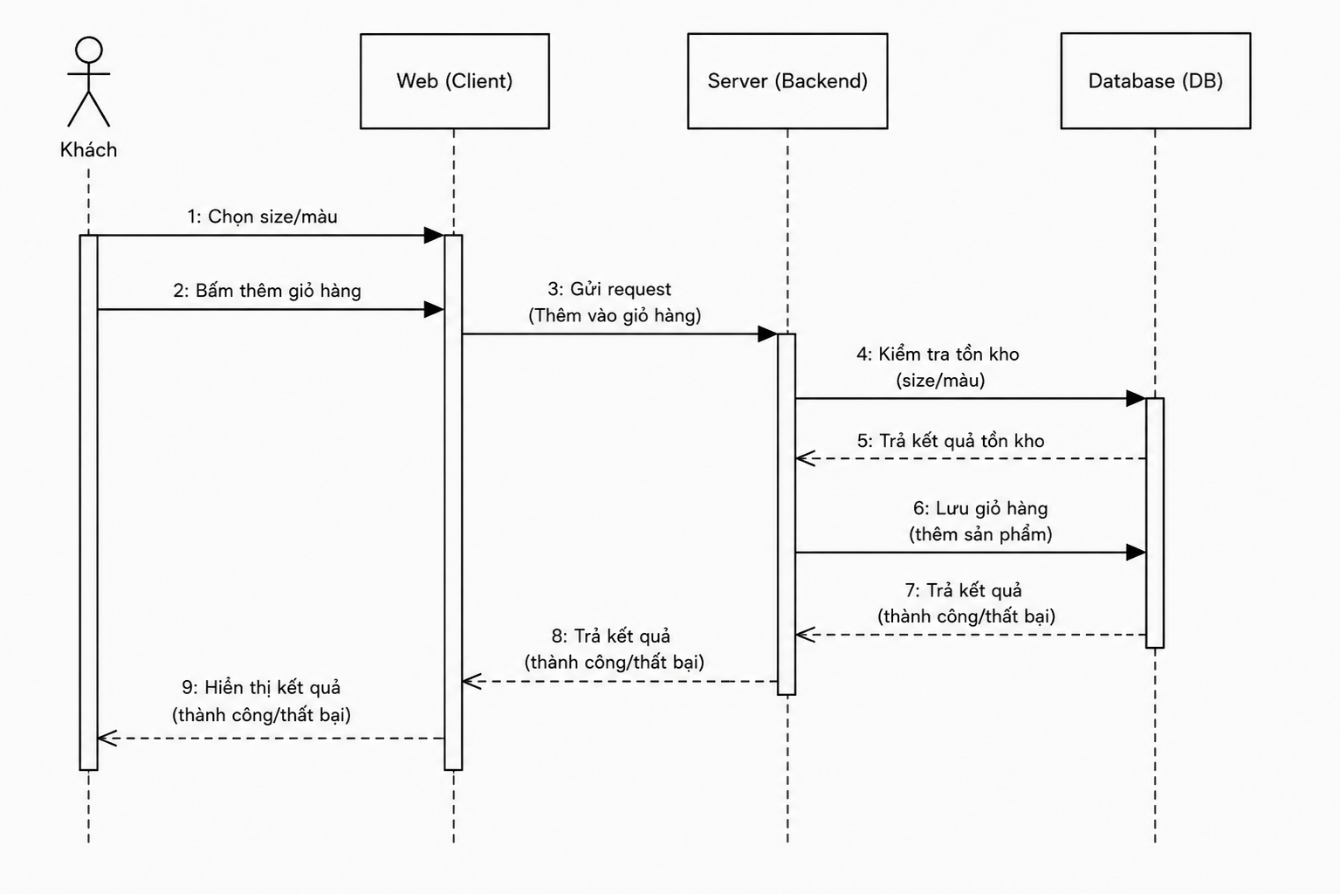 Khách
Web (Client)
Server (Backend)
Database (DB)
1: Chọn size/màu
2: Bấm thêm giỏ hàng
3: Gửi request
(Thêm vào giỏ hàng)
4: Kiểm tra tồn kho
(size/màu)
5: Trả kết quả tồn kho
6: Lưu giỏ hàng
(thêm sản phẩm)
7: Trả kết quả
(thành công/thất bại)
8: Trả kết quả
(thành công/thất bại)
9: Hiển thị kết quả
(thành công/thất bại)